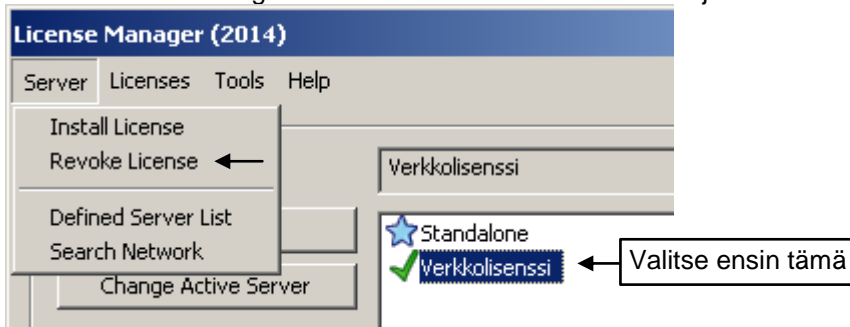 License Manager (2014)
Server Licenses Tools Help
Install License
Revoke License
Defined Server List
Search Network
Change Active Server
Verkkolisenssi
Standalone
Verkkolisenssi
Valitse ensin tämä